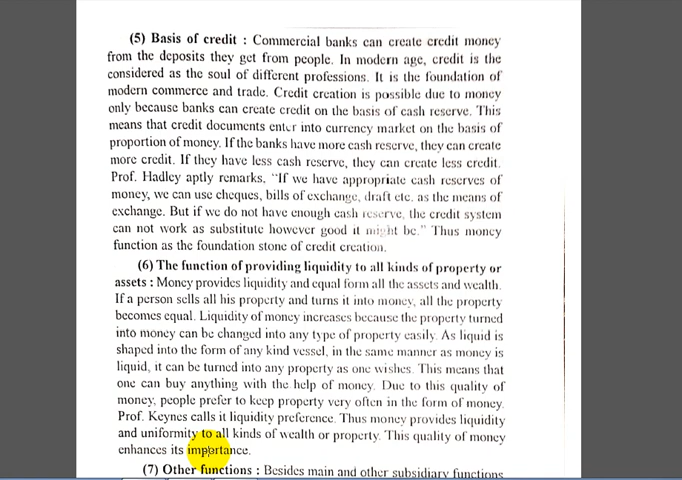 (5) Basis of credit : Commercial banks can create credit money
from the deposits they get from people. In modern age, credit is the
considered as the soul of different professions. It is the foundation of
modern commerce and trade. Credit creation is possible due to money
only because banks can create credit on the basis of cash reserve. This
means that credit documents enter into currency market on the basis of
proportion of money. If the banks have more cash reserve, they can create
more credit. If they have less cash reserve, they can create less credit.
Prof. Hadley aptly remarks, "If we have appropriate cash reserves of
money, we can use cheques, bills of exchange, draft etc. as the means of
exchange. But if we do not have enough cash reserve, the credit system
can not work as substitute however good it might be." Thus money
function as the foundation stone of credit creation.
(6) The function of providing liquidity to all kinds of property or
assets : Money provides liquidity and equal form all the assets and wealth.
If a person sells all his property and turns it into money, all the property
becomes equal. Liquidity of money increases because the property turned
into money can be changed into any type of property easily. As liquid is
shaped into the form of any kind vessel, in the same manner as money is
liquid, it can be turned into any property as one wishes. This means that
one can buy anything with the help of money. Due to this quality of
money, people prefer to keep property very often in the form of money.
Prof. Keynes calls it liquidity preference. Thus money provides liquidity
and uniformity to all kinds of wealth or property. This quality of money
enhances its importance.
(7) Other functions : Besides main and other subsidiary functions